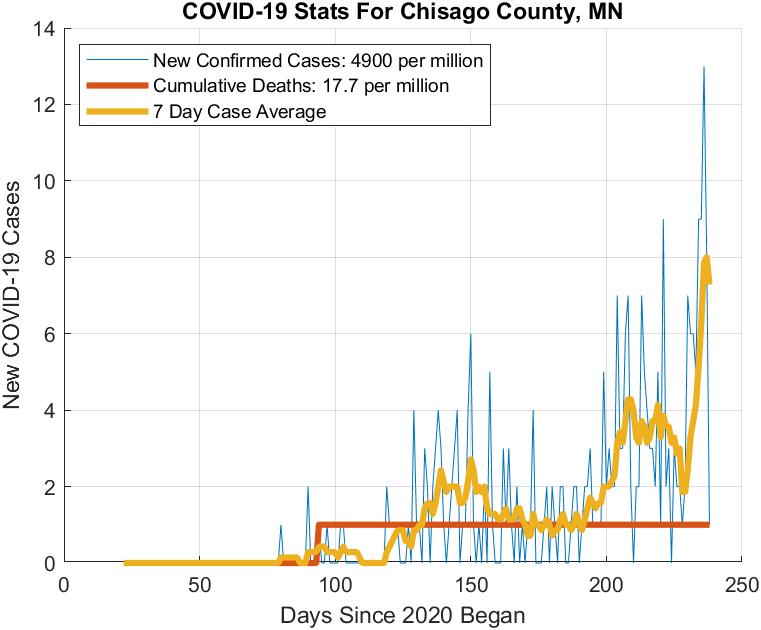 COVID-19 Stats For Chisago County, MN
14
12
10
8
6
4
2
0
New COVID-19 Cases
New Confirmed Cases: 4900 per million
Cumulative Deaths: 17.7 per million
7 Day Case Average
0 50 100 150 200 250
Days Since 2020 Began